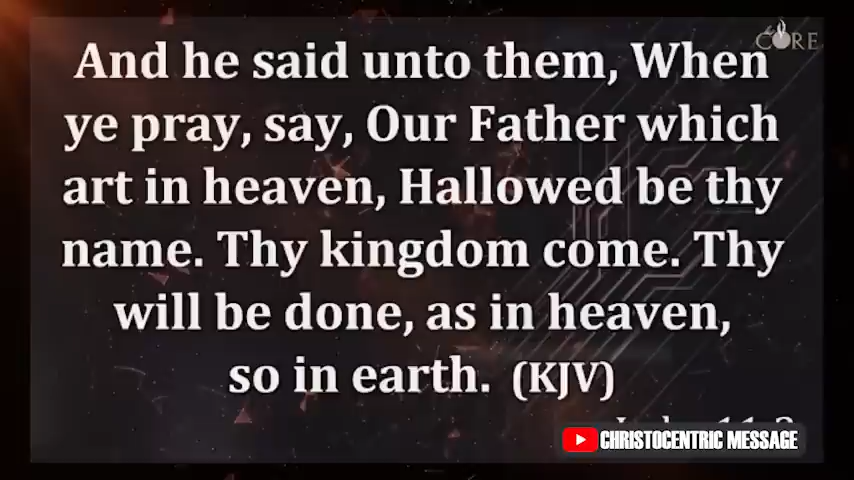 CORE
And he said unto them, When
ye pray, say, Our Father which
art in heaven, Hallowed be thy
name. Thy kingdom come. Thy
will be done, as in heaven,
so in earth. (KJV)
CHRISTOCENTRIC MESSAGE